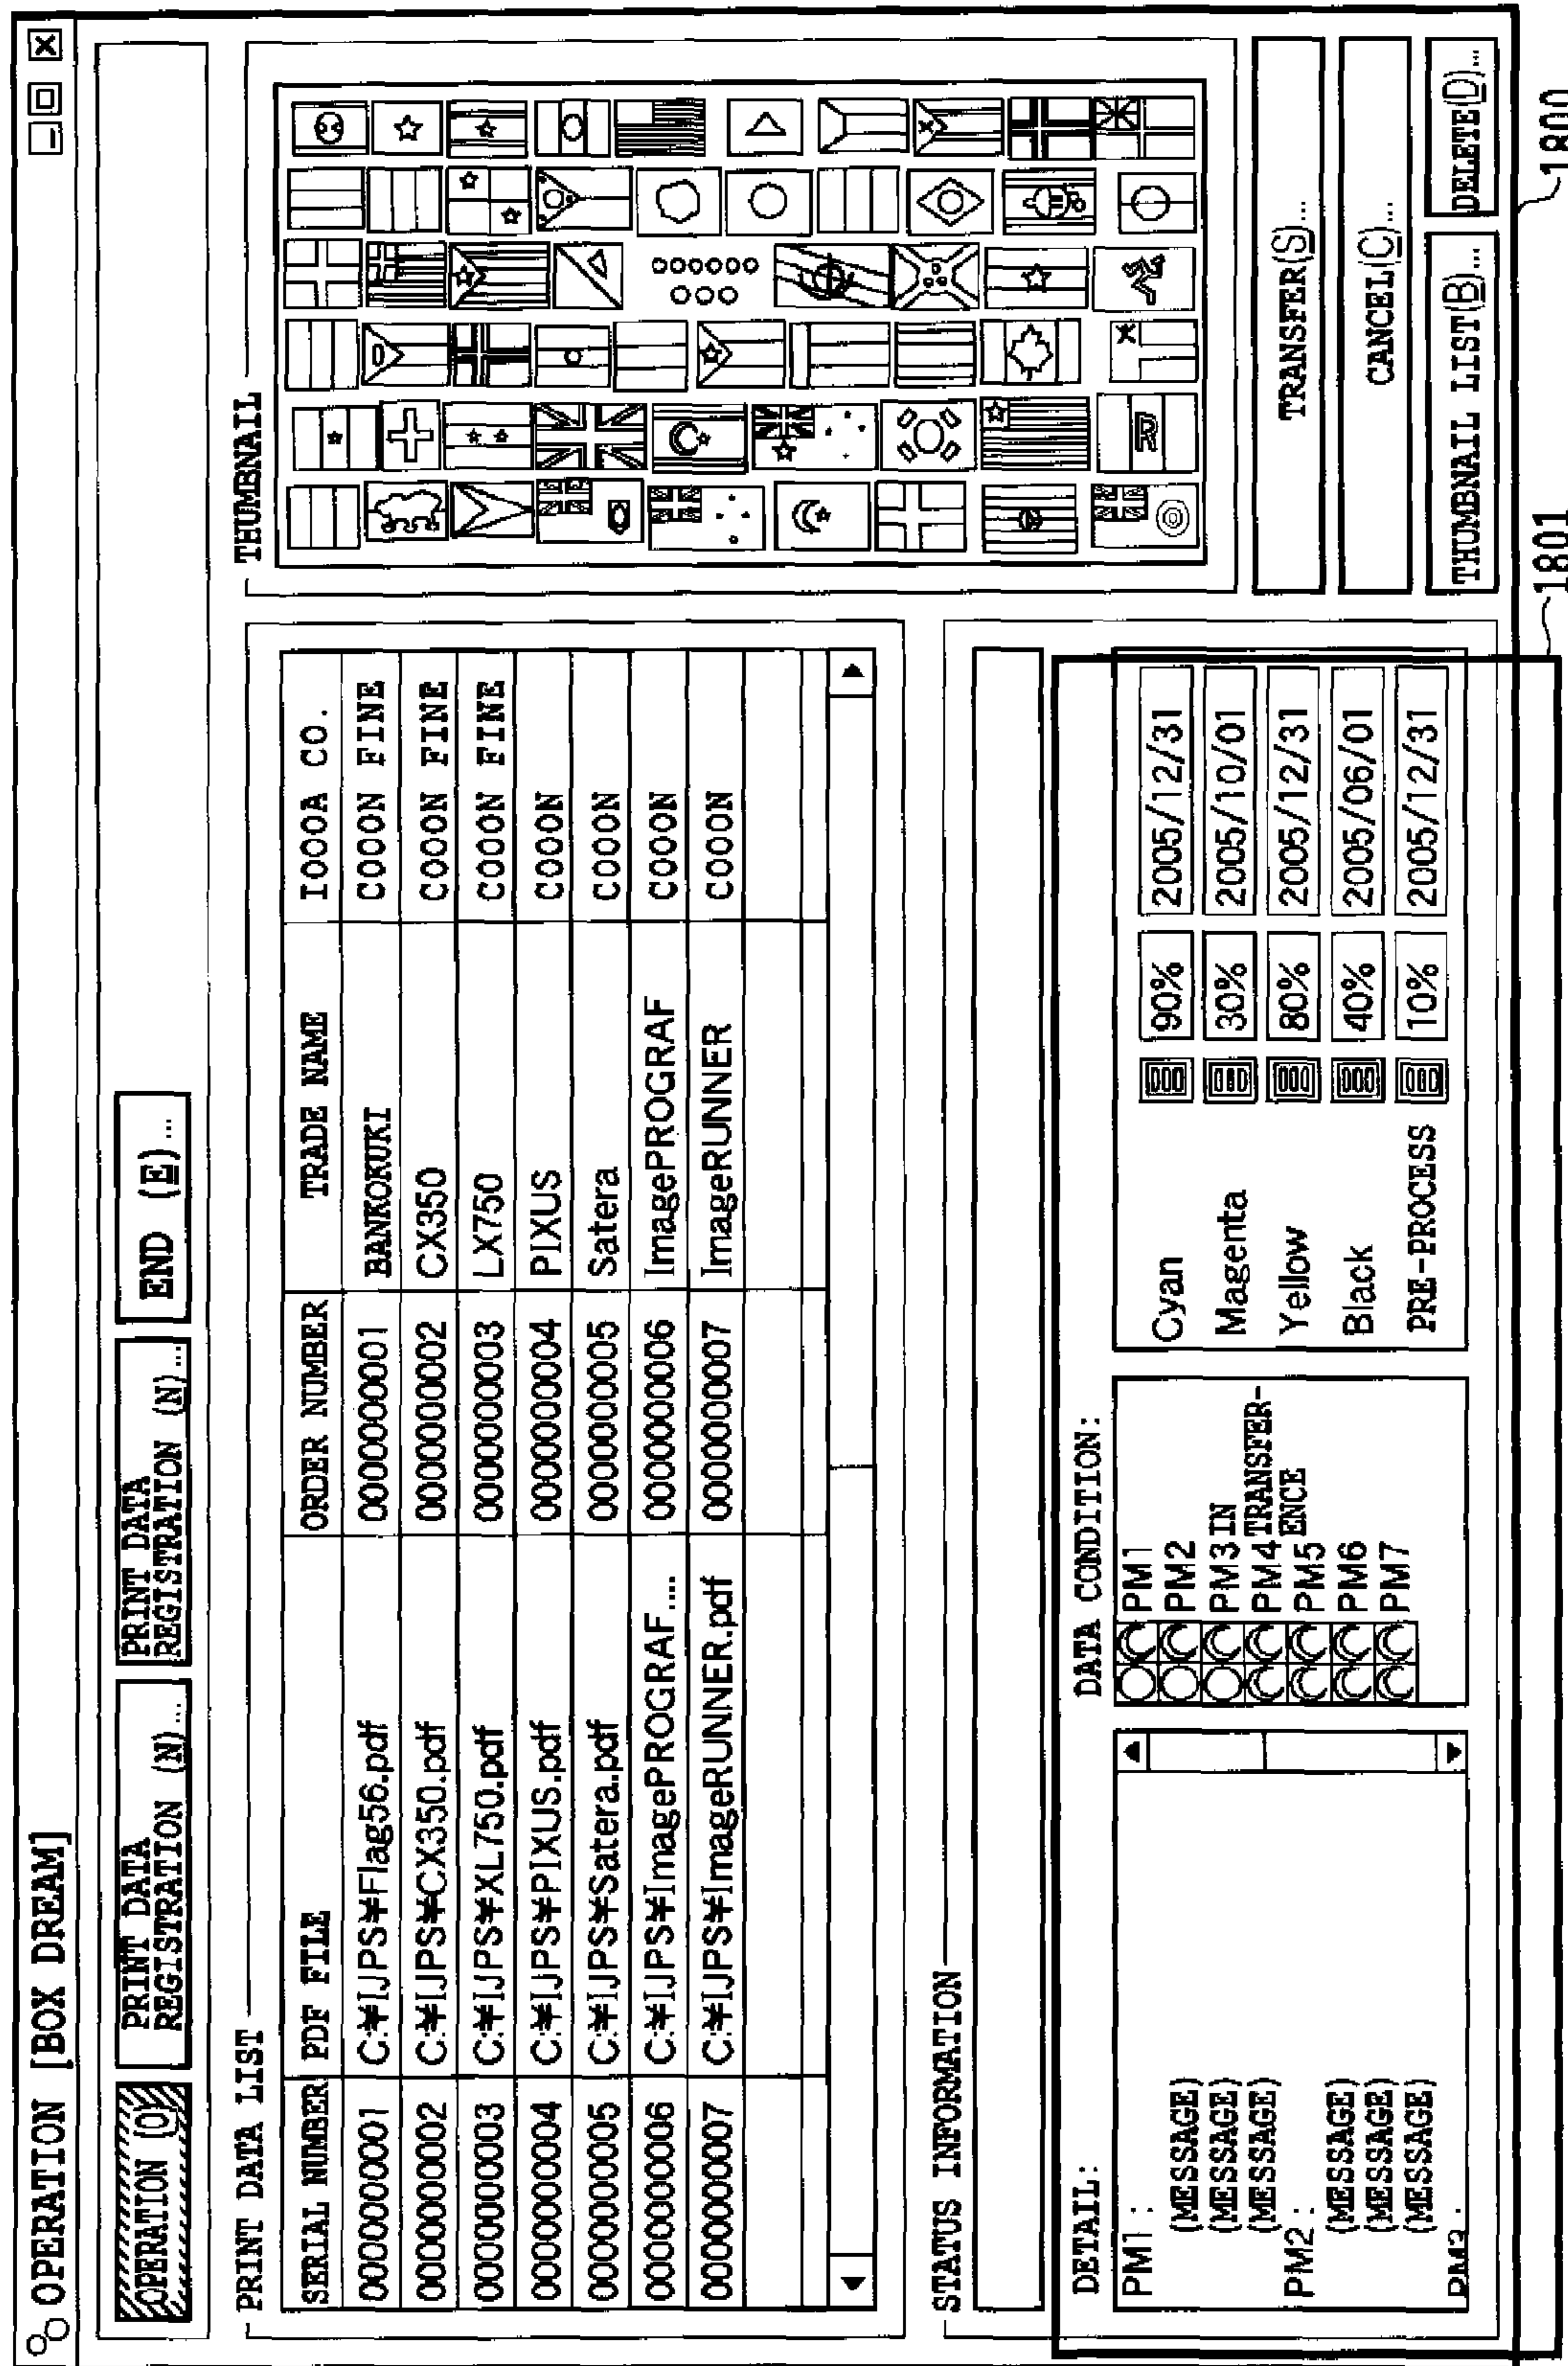 OPERATION [BOX DREAM]
OPERATION (O)
PRINT DATA
REGISTRATION (N)...
PRINT DATA
REGISTRATION (N)...
END (E)...
PRINT DATA LIST
SERIAL NUMBER PDF FILE ORDER NUMBER TRADE NAME IOOOA CO.
0000000001 C:¥IJPS¥Flag56.pdf 0000000001 BANKOKUKI COOON FINE
0000000002 C:¥IJPS¥CX350.pdf 0000000002 CX350 COOON FINE
0000000003 C:¥IJPS¥XL750.pdf 0000000003 LX750 COOON FINE
0000000004 C:¥IJPS¥PIXUS.pdf 0000000004 PIXUS COOON
0000000005 C:¥IJPS¥Satera.pdf 0000000005 Satera COOON
0000000006 C:¥IJPS¥ImagePROGRAF.... 0000000006 ImagePROGRAF COOON
0000000007 C:¥IJPS¥ImageRUNNER.pdf 0000000007 ImageRUNNER COOON
THUMBNAIL
STATUS INFORMATION
DETAIL:
PM1 :
(MESSAGE)
(MESSAGE)
(MESSAGE)
PM2 :
(MESSAGE)
(MESSAGE)
(MESSAGE)
PM3 :
DATA CONDITION:
PM1
PM2
PM3 IN
PM4 TRANSFER-
PM5 ENCE
PM6
PM7
Cyan 90% 2005/12/31
Magenta 30% 2005/10/01
Yellow 80% 2005/12/31
Black 40% 2005/06/01
PRE-PROCESS 10% 2005/12/31
TRANSFER(S)...
CANCEL(C)...
THUMBNAIL LIST(B)...
DELETE(D)...
1800
1801